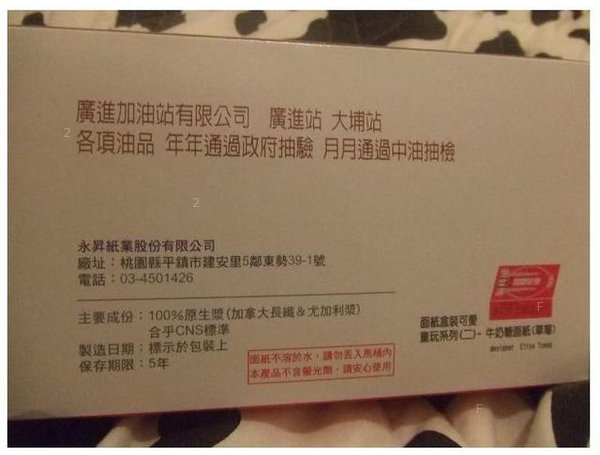 廣進加油站有限公司 廣進站 大埔站
各項油品 年年通過政府抽驗 月月通過中油抽檢
永昇紙業股份有限公司
廠址：桃園縣平鎮市建安里5鄰東勢39-1號
電話：03-4501426
主要成份：100%原生漿(加拿大長纖&尤加利漿)
合乎CNS標準
製造日期：標示於包裝上
保存期限：5年
面紙不溶於水，請勿丟入馬桶內
本產品不含螢光劑，請安心使用
面紙盒裝可愛
童玩系列(二)-牛奶糖面紙(草莓)
designer
2
2
F
F